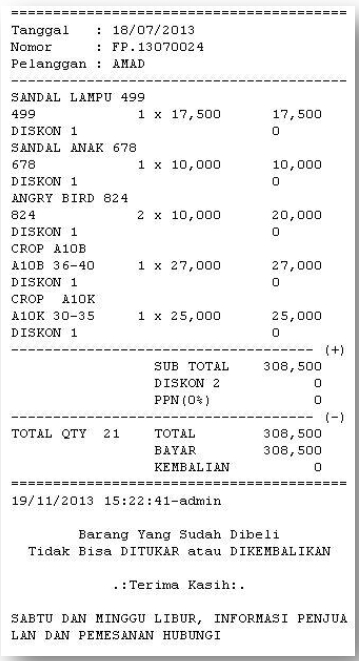 ========================================
Tanggal   : 18/07/2013
Nomor     : FP.13070024
Pelanggan : AMAD
----------------------------------------
SANDAL LAMPU 499
499 1 x 17,500 17,500
DISKON 1 0
SANDAL ANAK 678
678 1 x 10,000 10,000
DISKON 1 0
ANGRY BIRD 824
824 2 x 10,000 20,000
DISKON 1 0
CROP A10B
A10B 36-40 1 x 27,000 27,000
DISKON 1 0
CROP  A10K
A10K 30-35 1 x 25,000 25,000
DISKON 1 0
------------------------------------ (+)
SUB TOTAL 308,500
DISKON 2 0
PPN(0%) 0
------------------------------------ (-)
TOTAL QTY  21 TOTAL 308,500
BAYAR 308,500
KEMBALIAN 0
========================================
19/11/2013 15:22:41-admin
Barang Yang Sudah Dibeli
Tidak Bisa DITUKAR atau DIKEMBALIKAN
.:Terima Kasih:.
SABTU DAN MINGGU LIBUR, INFORMASI PENJUA
LAN DAN PEMESANAN HUBUNGI